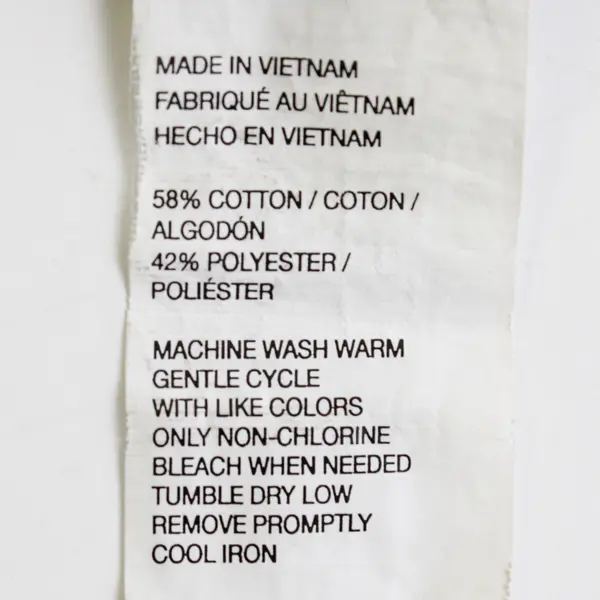 MADE IN VIETNAM
FABRIQUÉ AU VIÊTNAM
HECHO EN VIETNAM
58% COTTON / COTON /
ALGODÓN
42% POLYESTER /
POLIÉSTER
MACHINE WASH WARM
GENTLE CYCLE
WITH LIKE COLORS
ONLY NON-CHLORINE
BLEACH WHEN NEEDED
TUMBLE DRY LOW
REMOVE PROMPTLY
COOL IRON